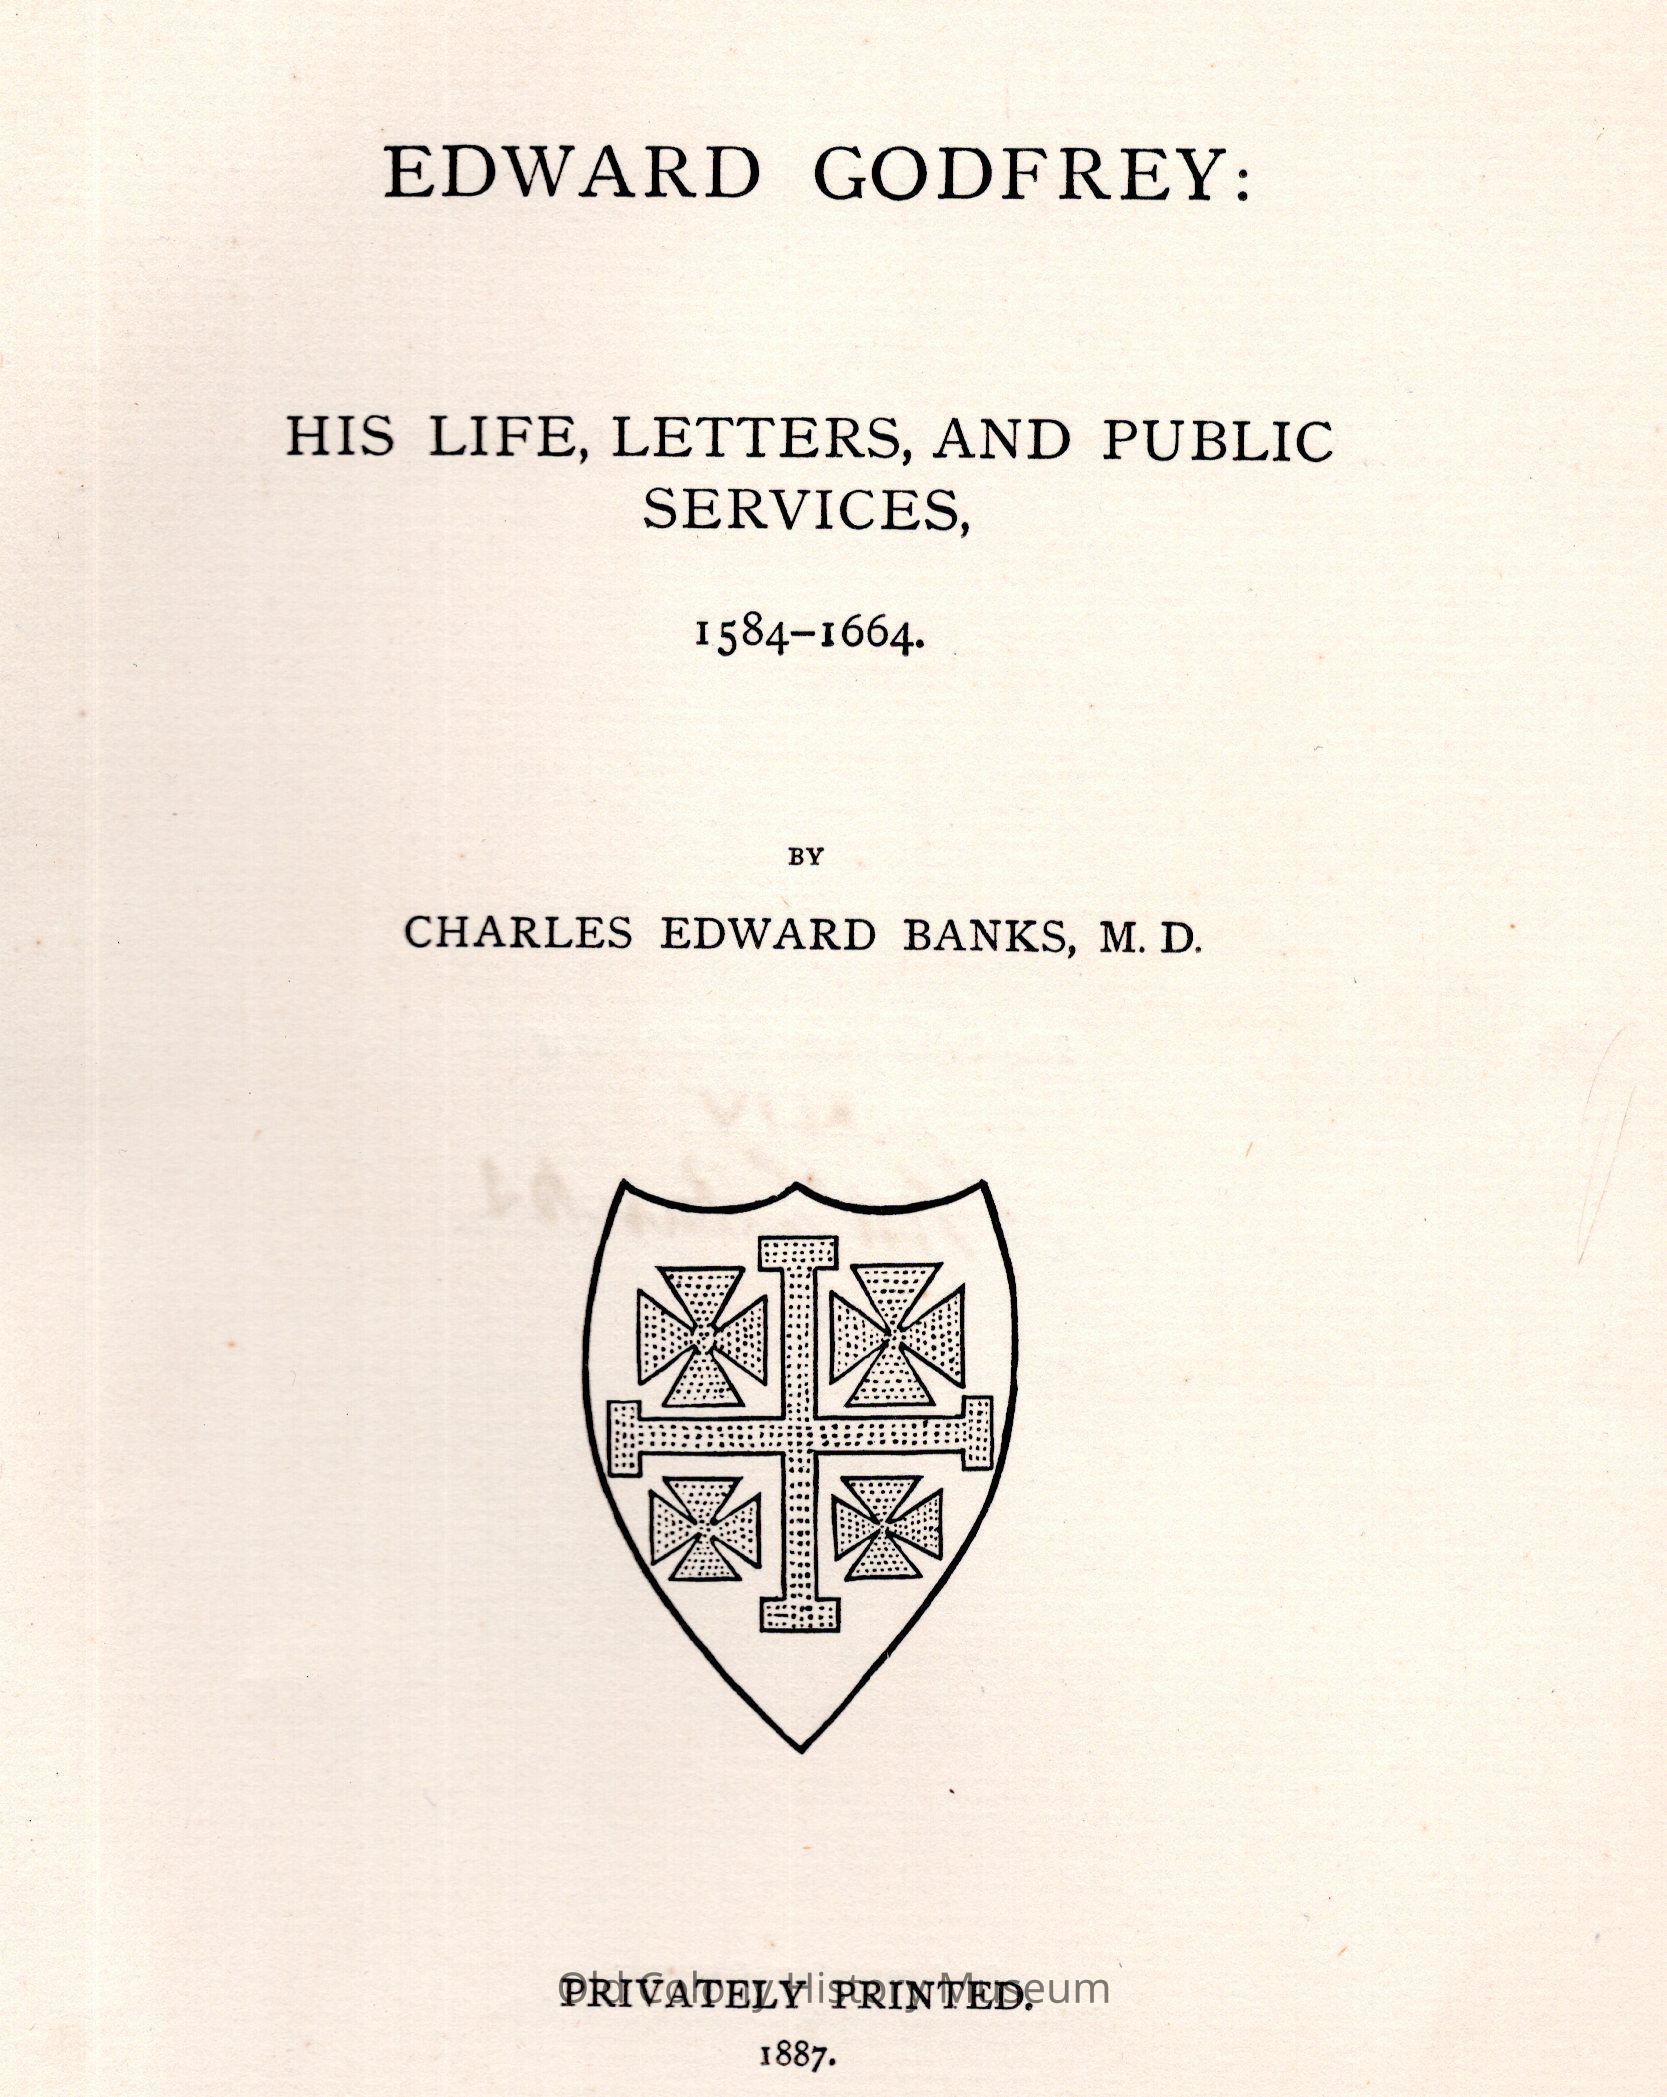 EDWARD GODFREY:
HIS LIFE, LETTERS, AND PUBLIC
SERVICES,
1584–1664.
BY
CHARLES EDWARD BANKS, M. D.
PRIVATELY PRINTED.
Old Colony History Museum
1887.